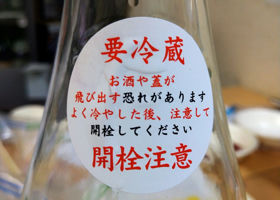 要冷蔵
お酒や蓋が
飛び出す恐れがあります
よく冷やした後、注意して
開栓してください
開栓注意